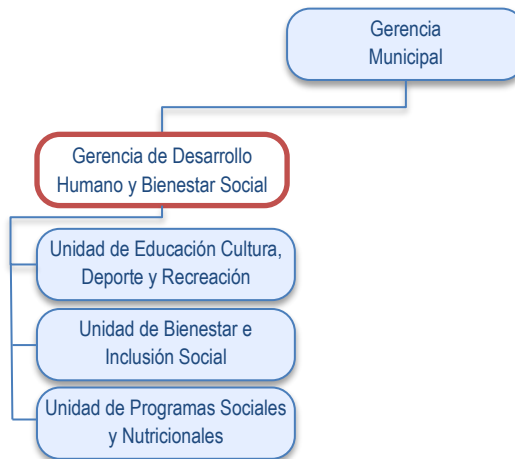 Gerencia
Municipal
Gerencia de Desarrollo
Humano y Bienestar Social
Unidad de Educación Cultura,
Deporte y Recreación
Unidad de Bienestar e
Inclusión Social
Unidad de Programas Sociales
y Nutricionales